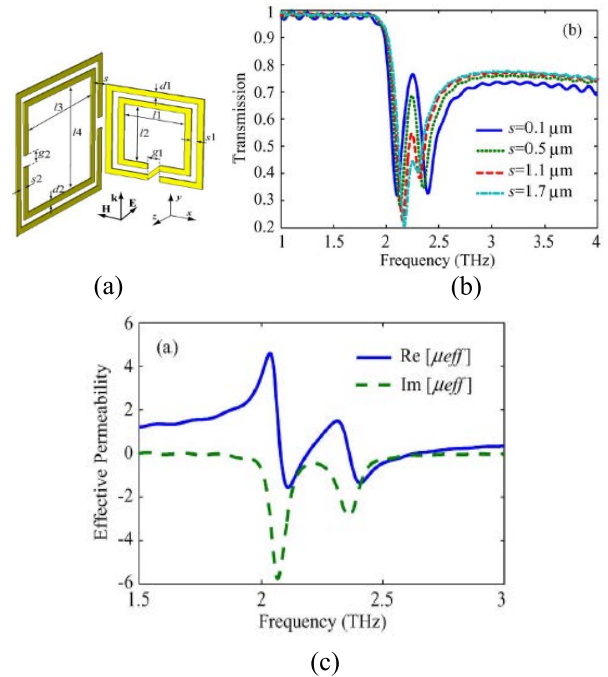 (a)
s
d1
l3
l1
l4
l2
s1
g2
g1
s2
d2
k
E
H
y
x
z
(a)
(b)
Transmission
1
0.9
0.8
0.7
0.6
0.5
0.4
0.3
0.2
s=0.1 μm
s=0.5 μm
s=1.1 μm
s=1.7 μm
1 1.5 2 2.5 3 3.5 4
Frequency (THz)
(b)
(a)
Effective Permeability
6
4
2
0
-2
-4
-6
Re [μeff]
Im [μeff]
1.5 2 2.5 3
Frequency (THz)
(c)